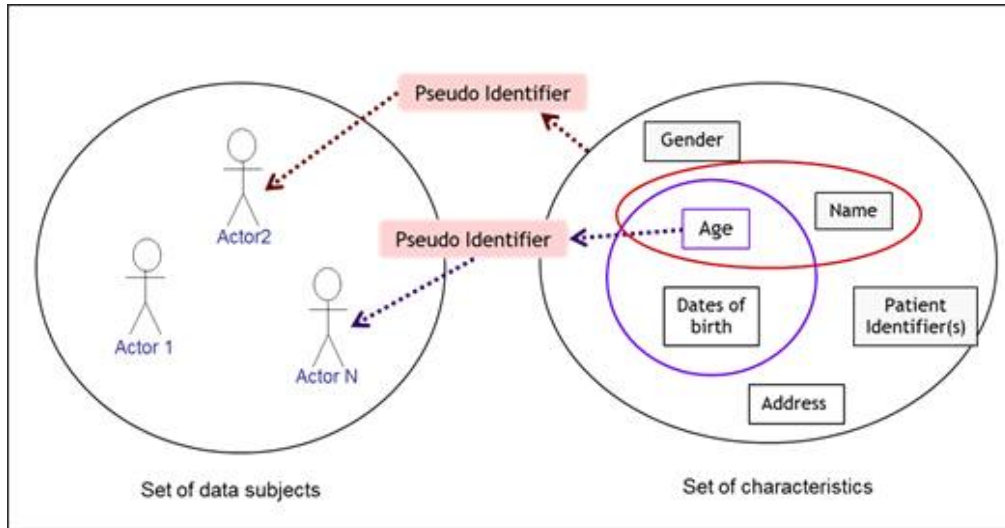 Pseudo Identifier
Gender
Name
Age
Actor2
Pseudo Identifier
Dates of
birth
Patient
Identifier(s)
Actor 1
Actor N
Address
Set of data subjects
Set of characteristics